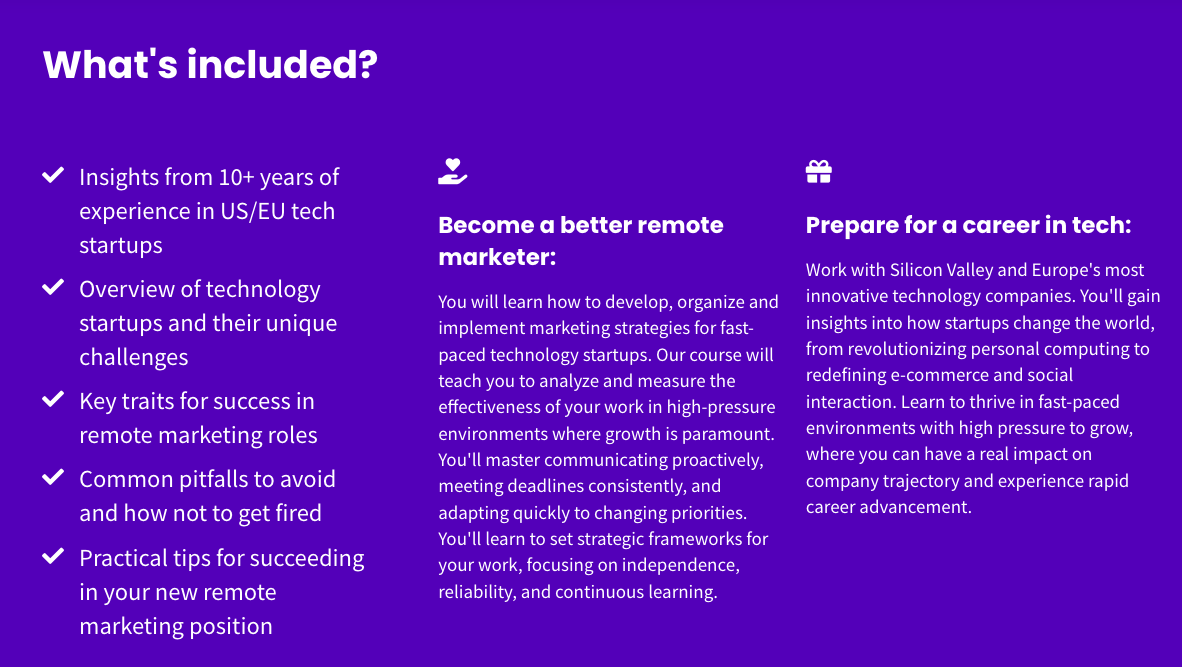 What's included?
Insights from 10+ years of
experience in US/EU tech
startups
Overview of technology
startups and their unique
challenges
Key traits for success in
remote marketing roles
Common pitfalls to avoid
and how not to get fired
Practical tips for succeeding
in your new remote
marketing position
Become a better remote
marketer:
You will learn how to develop, organize and
implement marketing strategies for fast-
paced technology startups. Our course will
teach you to analyze and measure the
effectiveness of your work in high-pressure
environments where growth is paramount.
You'll master communicating proactively,
meeting deadlines consistently, and
adapting quickly to changing priorities.
You'll learn to set strategic frameworks for
your work, focusing on independence,
reliability, and continuous learning.
Prepare for a career in tech:
Work with Silicon Valley and Europe's most
innovative technology companies. You'll gain
insights into how startups change the world,
from revolutionizing personal computing to
redefining e-commerce and social
interaction. Learn to thrive in fast-paced
environments with high pressure to grow,
where you can have a real impact on
company trajectory and experience rapid
career advancement.